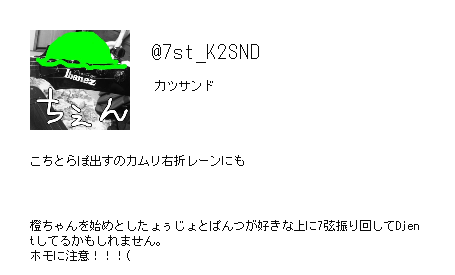 @7st_K2SND
カツサンド
Ibanez
ちぇん
こちとらぽ出すのカムリ右折レーンにも
橙ちゃんを始めとしたょぅじょとぱんつが好きな上に7弦振り回してDjen
tしてるかもしれません。
ホモに注意！！！(